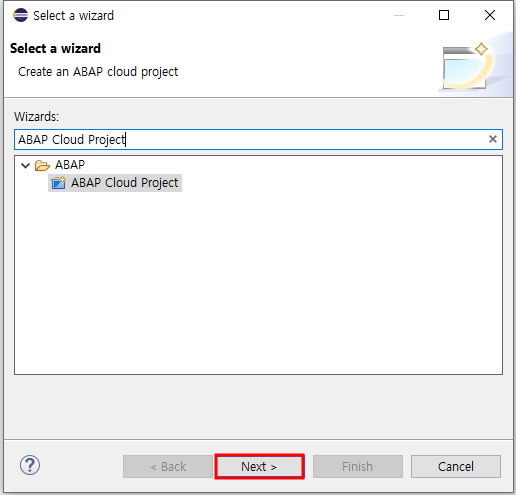 Select a wizard
Select a wizard
Create an ABAP cloud project
Wizards:
ABAP Cloud Project
ABAP
ABAP Cloud Project
?
< Back
Next >
Finish
Cancel